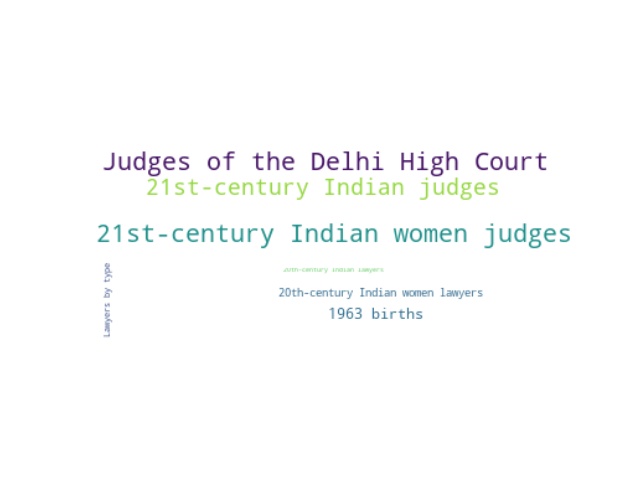 Judges of the Delhi High Court
21st-century Indian judges
21st-century Indian women judges
20th-century Indian lawyers
20th-century Indian women lawyers
1963 births
Lawyers by type